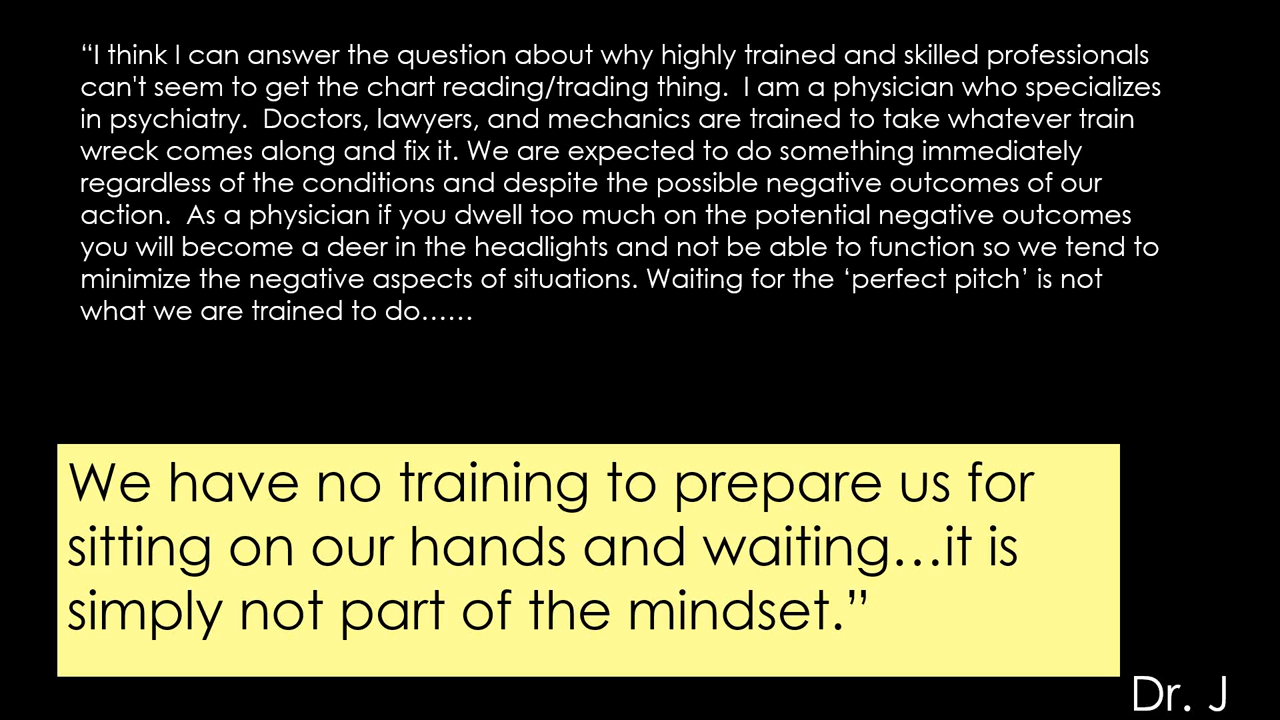 “I think I can answer the question about why highly trained and skilled professionals
can't seem to get the chart reading/trading thing.  I am a physician who specializes
in psychiatry.  Doctors, lawyers, and mechanics are trained to take whatever train
wreck comes along and fix it. We are expected to do something immediately
regardless of the conditions and despite the possible negative outcomes of our
action.  As a physician if you dwell too much on the potential negative outcomes
you will become a deer in the headlights and not be able to function so we tend to
minimize the negative aspects of situations. Waiting for the ‘perfect pitch’ is not
what we are trained to do……
We have no training to prepare us for
sitting on our hands and waiting…it is
simply not part of the mindset.”
Dr. J